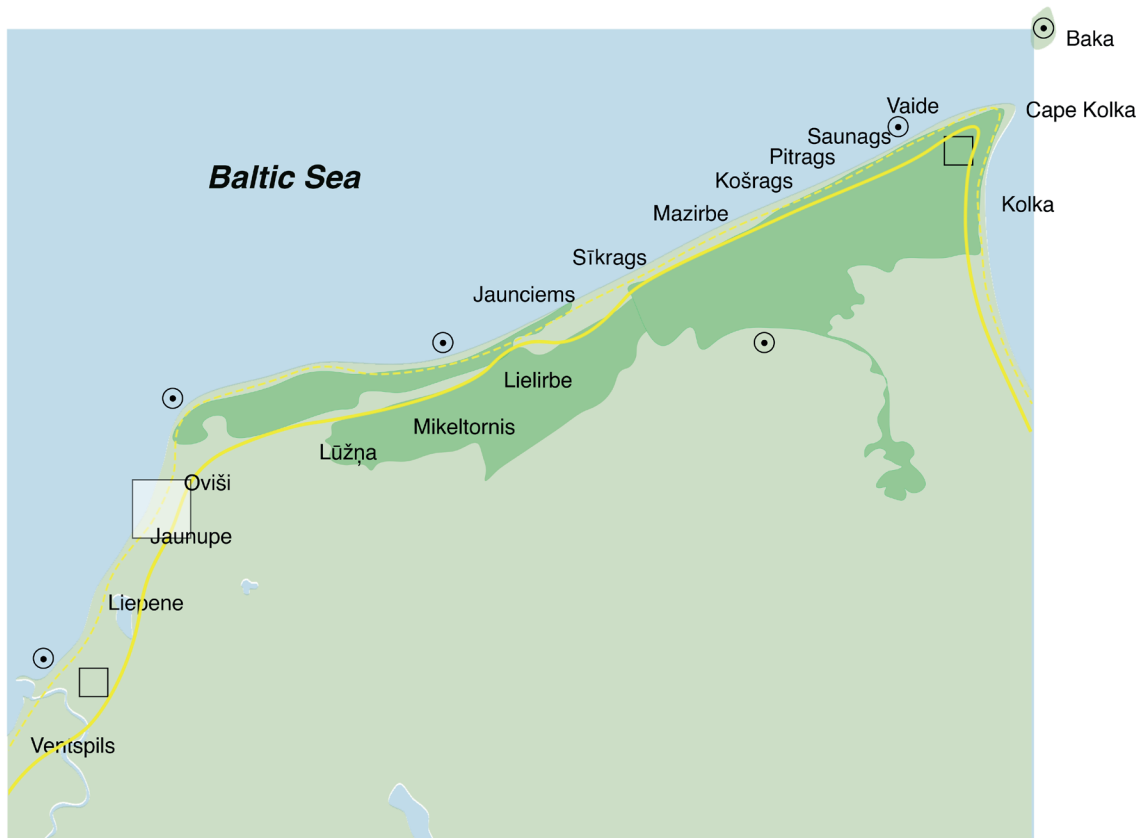 Baka
Vaide
Cape Kolka
Saunags
Pitrags
Baltic Sea
Košrags
Kolka
Mazirbe
Sīkrags
Jaunciems
Lielirbe
Mikeltornis
Lūžņa
Oviši
Jaunupe
Liepene
Ventspils